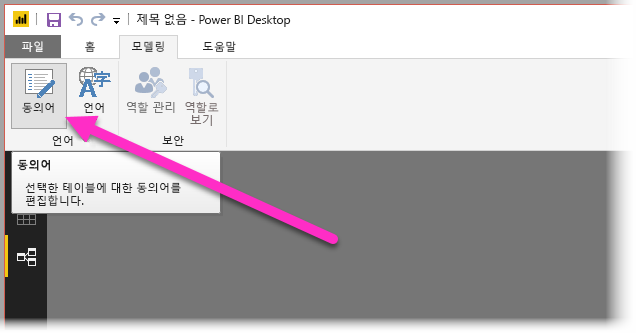 제목 없음 - Power BI Desktop
파일 홈 모델링 도움말
동의어 언어 역할 관리 역할로
보기
언어 보안
동의어
선택한 테이블에 대한 동의어를
편집합니다.